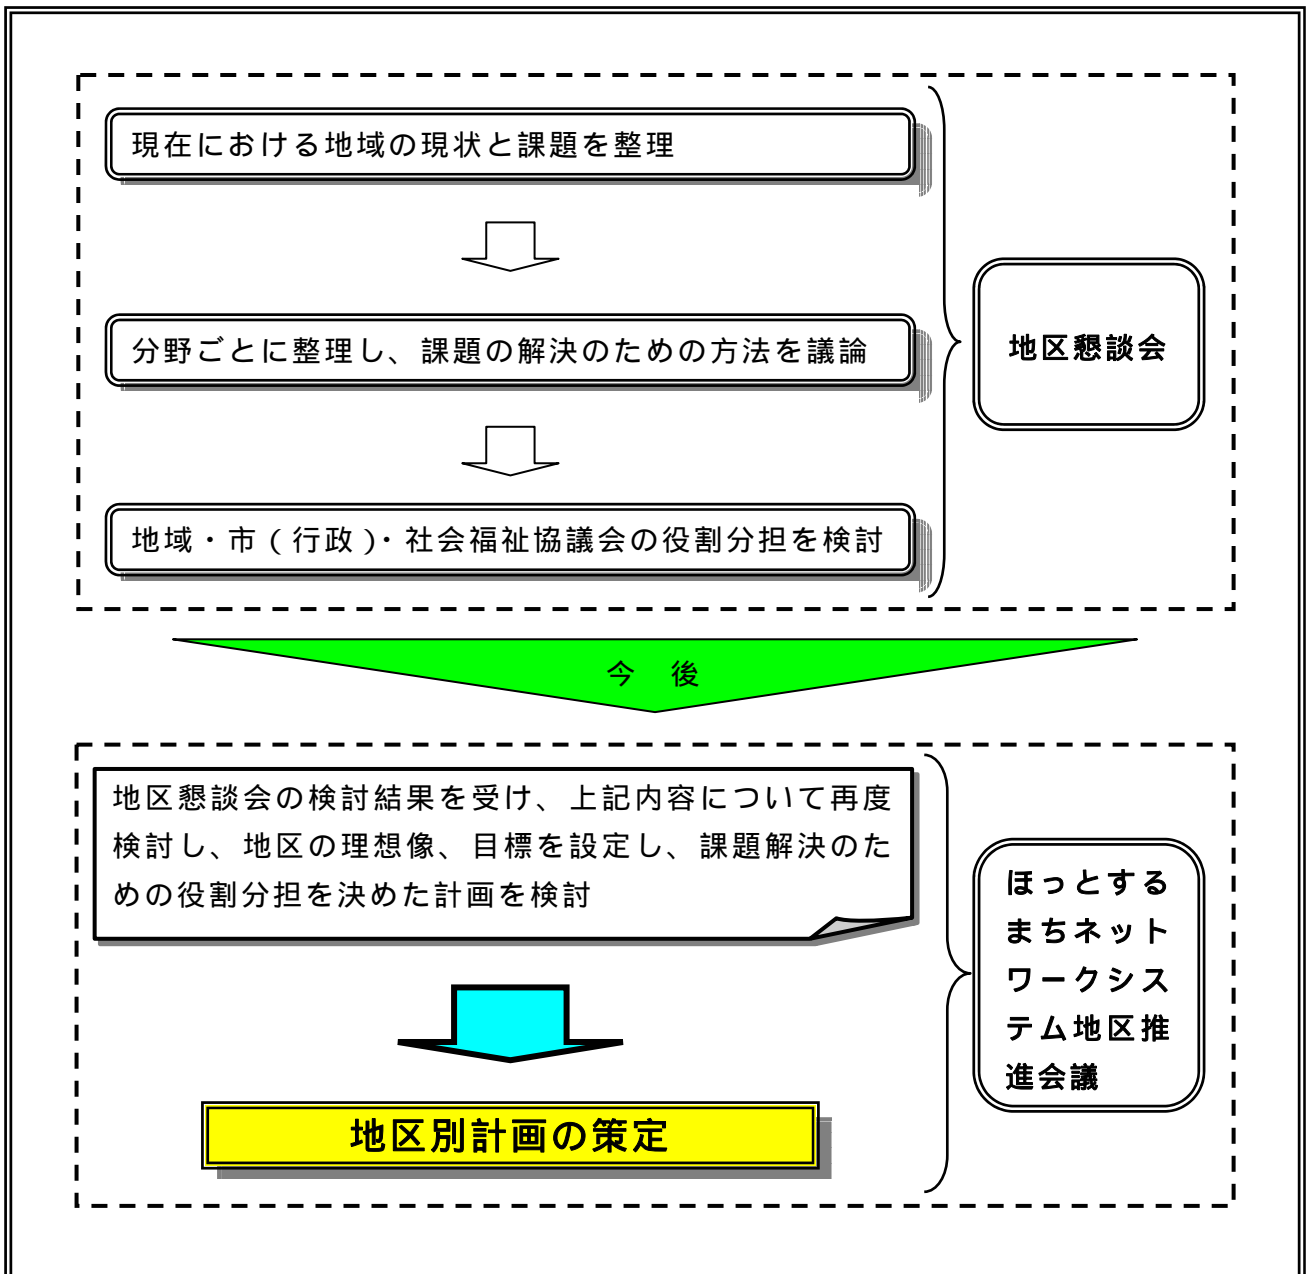 現在における地域の現状と課題を整理
分野ごとに整理し、課題の解決のための方法を議論
地域・市（行政）・社会福祉協議会の役割分担を検討
地区懇談会
今　後
地区懇談会の検討結果を受け、上記内容について再度
検討し、地区の理想像、目標を設定し、課題解決のた
めの役割分担を決めた計画を検討
地区別計画の策定
ほっとする
まちネット
ワークシス
テム地区推
進会議